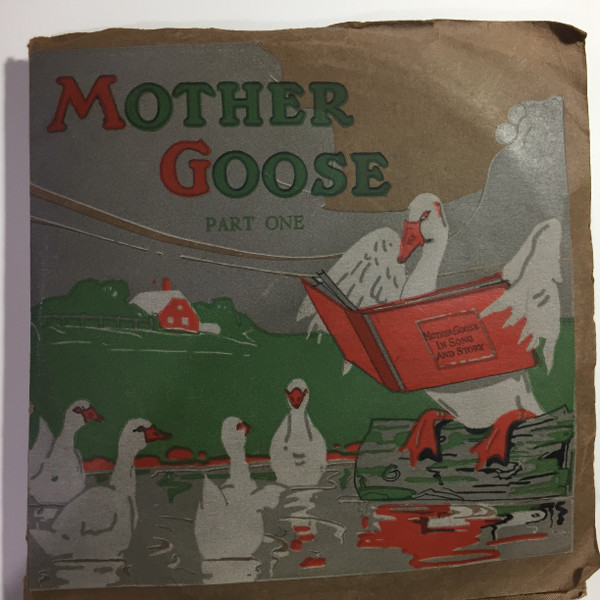 MOTHER
GOOSE
PART ONE
MOTHER GOOSE
IN SONG
AND STORY